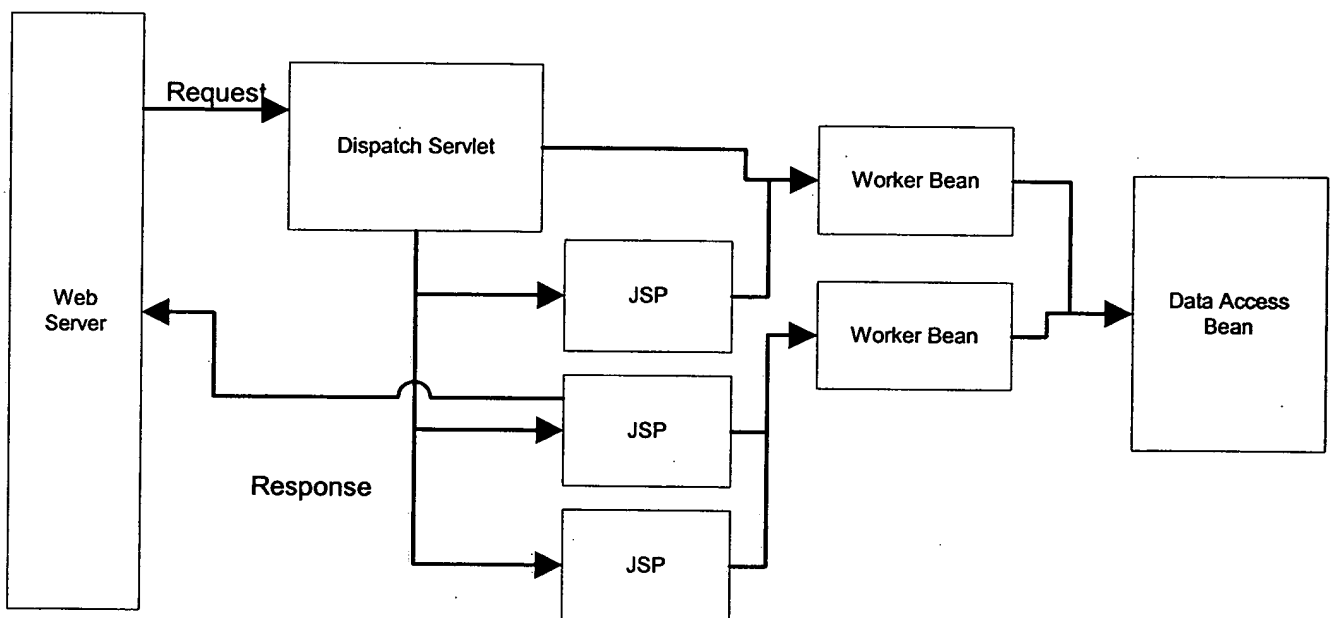 Request
Dispatch Servlet
Worker Bean
Web
Server
JSP
Worker Bean
Data Access
Bean
JSP
Response
JSP